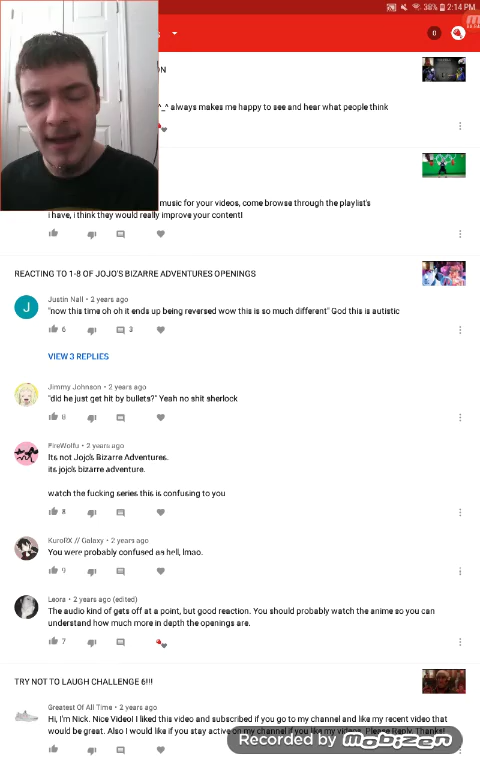 38% 2:14 PM
0
ON
^_^ always makes me happy to see and hear what people think
music for your videos, come browse through the playlist's
i have, i think they would really improve your content!
REACTING TO 1-8 OF JOJO'S BIZARRE ADVENTURES OPENINGS
J
Justin Nall • 2 years ago
"now this time oh oh it ends up being reversed wow this is so much different" God this is autistic
6 3
VIEW 3 REPLIES
Jimmy Johnson • 2 years ago
"did he just get hit by bullets?" Yeah no shit sherlock
8
FireWolfu • 2 years ago
Its not Jojo's Bizarre Adventures.
its jojo's bizarre adventure.
watch the fucking series this is confusing to you
8
KuroRX // Galaxy • 2 years ago
You were probably confused as hell, lmao.
9
Leora • 2 years ago (edited)
The audio kind of gets off at a point, but good reaction. You should probably watch the anime so you can
understand how much more in depth the openings are.
7
TRY NOT TO LAUGH CHALLENGE 6!!!
Greatest Of All Time • 2 years ago
Hi, I'm Nick. Nice Video! I liked this video and subscribed if you go to my channel and like my recent video that
would be great. Also I would like if you stay active on my channel if you like my videos. Please Reply. Thanks!
Recorded by mobizen